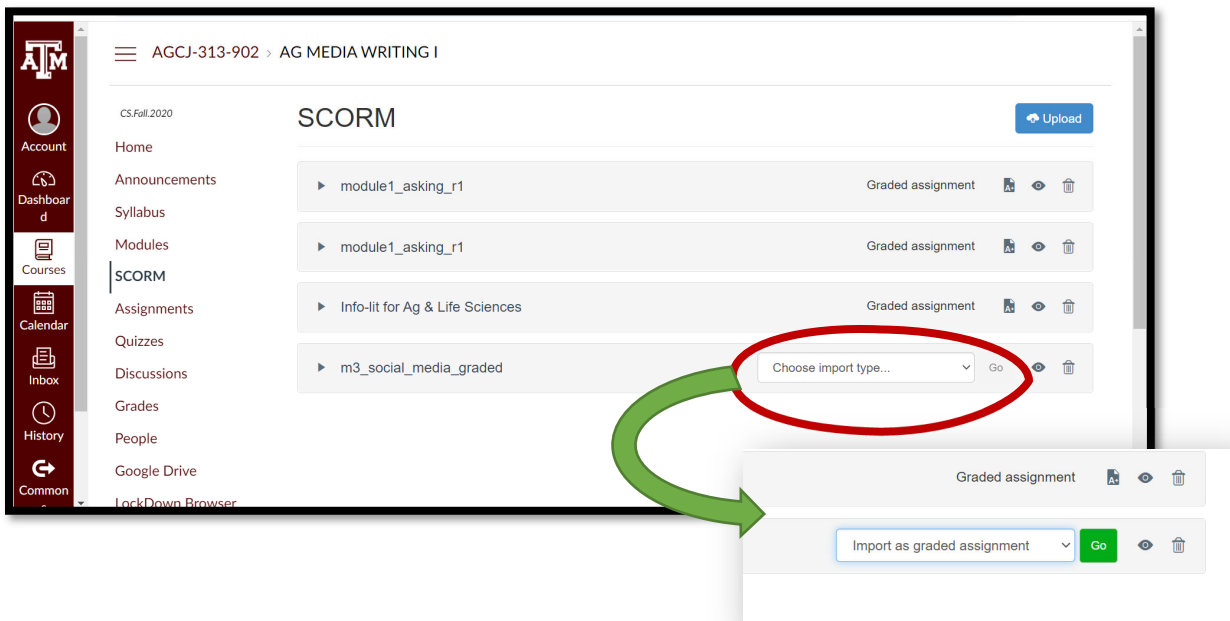 ATM
AGCJ-313-902 › AG MEDIA WRITING I
CS.Fall.2020
SCORM
Upload
Account
Dashboar
d
Courses
Calendar
Inbox
History
Common
Home
Announcements
Syllabus
Modules
SCORM
Assignments
Quizzes
Discussions
Grades
People
Google Drive
LockDown Browser
module1_asking_r1 Graded assignment A+
module1_asking_r1 Graded assignment A+
Info-lit for Ag & Life Sciences Graded assignment A+
m3_social_media_graded Choose import type... Go
Graded assignment A+
Import as graded assignment Go